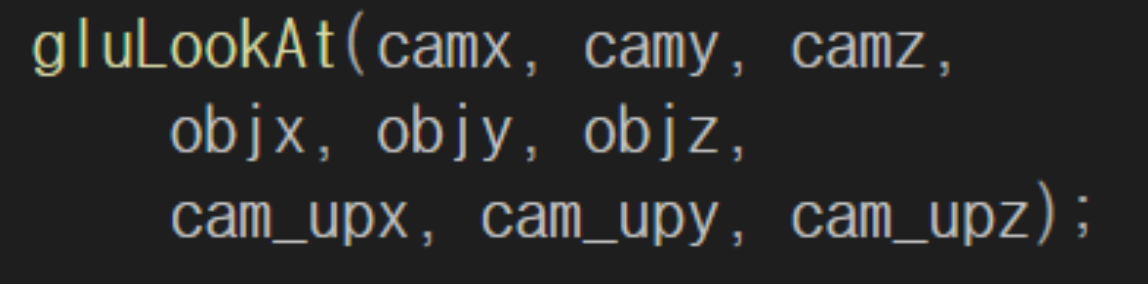 gluLookAt(camx, camy, camz,
objx, objy, objz,
cam_upx, cam_upy, cam_upz);